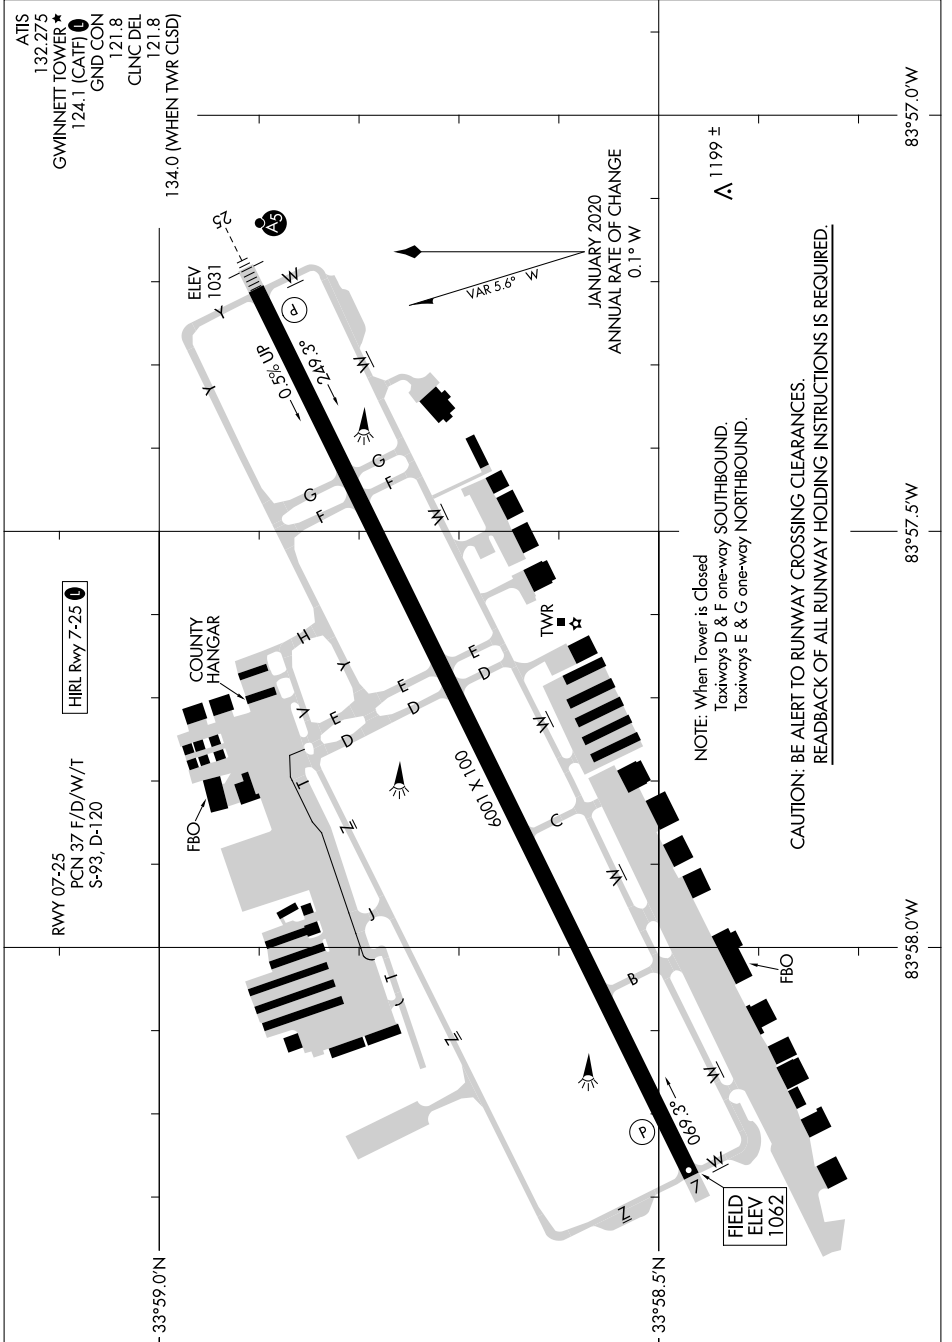 ATIS
132.275
GWINNETT TOWER ★
124.1 (CATF) L
GND CON
121.8
CLNC DEL
121.8
134.0 (WHEN TWR CLSD)
HIRL Rwy 7-25 L
RWY 07-25
PCN 37 F/D/W/T
S-93, D-120
COUNTY
HANGAR
FBO
ELEV
1031
25
A5
Y
W
P
Y
0.5% UP
249.3°
W
G
F
G
F
W
H
Y
V
E
D
E
D
E
D
TWR
W
T
Z
6001 X 100
C
W
J
I
J
B
Z
W
P
069.3°
7
W
Z
FIELD
ELEV
1062
FBO
VAR 5.6° W
JANUARY 2020
ANNUAL RATE OF CHANGE
0.1° W
1199 ±
NOTE: When Tower is Closed
Taxiways D & F one-way SOUTHBOUND.
Taxiways E & G one-way NORTHBOUND.
CAUTION: BE ALERT TO RUNWAY CROSSING CLEARANCES.
READBACK OF ALL RUNWAY HOLDING INSTRUCTIONS IS REQUIRED.
33°59.0'N
33°58.5'N
83°58.0'W
83°57.5'W
83°57.0'W